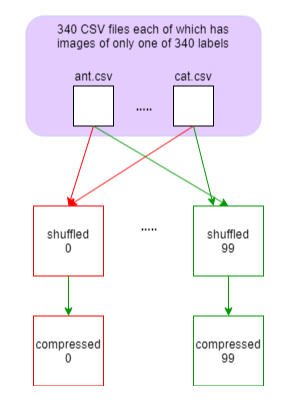 340 CSV files each of which has
images of only one of 340 labels
ant.csv
cat.csv
.....
shuffled
0
.....
shuffled
99
compressed
0
compressed
99